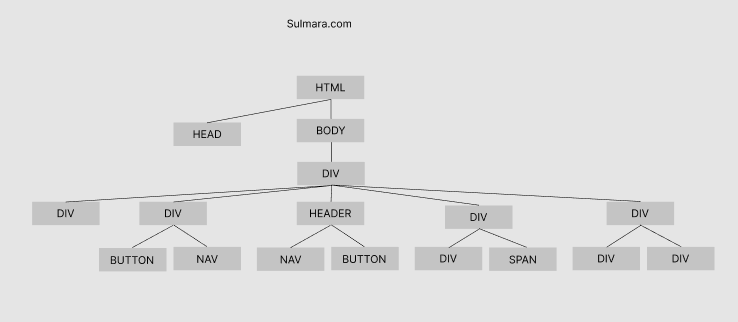 Sulmara.com
HTML
HEAD
BODY
DIV
DIV
DIV
HEADER
DIV
DIV
BUTTON
NAV
NAV
BUTTON
DIV
SPAN
DIV
DIV